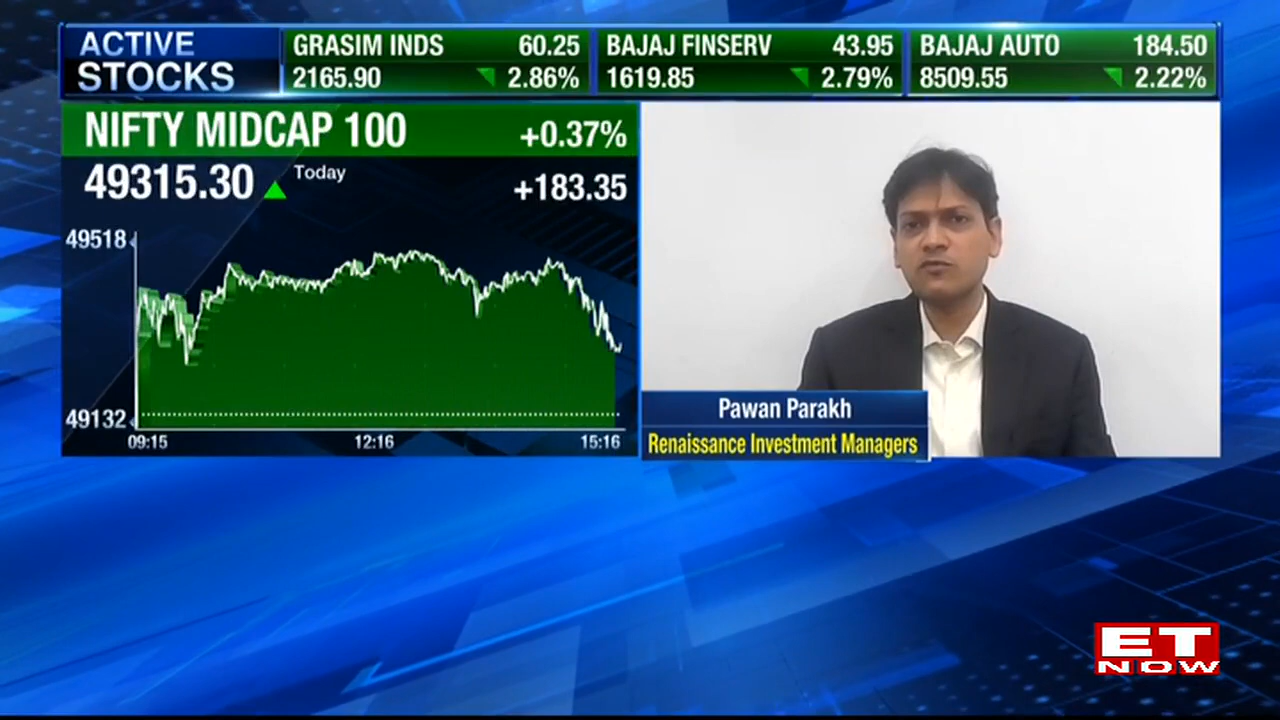 ACTIVE
STOCKS
GRASIM INDS 60.25
2165.90 2.86%
BAJAJ FINSERV 43.95
1619.85 2.79%
BAJAJ AUTO 184.50
8509.55 2.22%
NIFTY MIDCAP 100 +0.37%
49315.30 Today +183.35
49518
49132
09:15 12:16 15:16
Pawan Parakh
Renaissance Investment Managers
ET
NOW